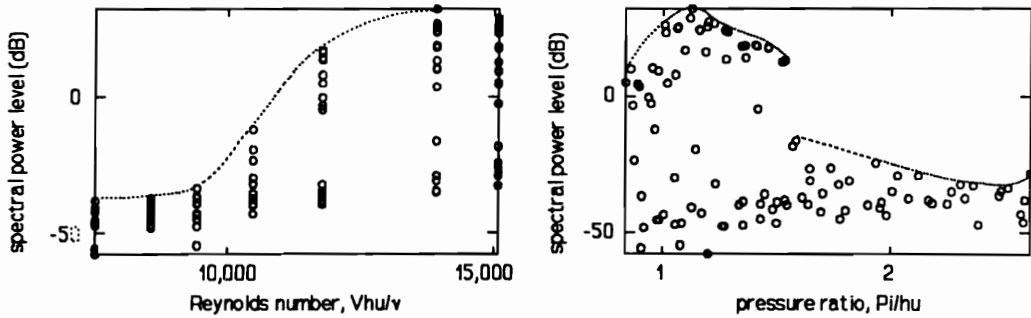 spectral power level (dB)
0
-50
10,000
15,000
Reynolds number, Vhu/ν
spectral power level (dB)
0
-50
1
2
pressure ratio, Pi/hu